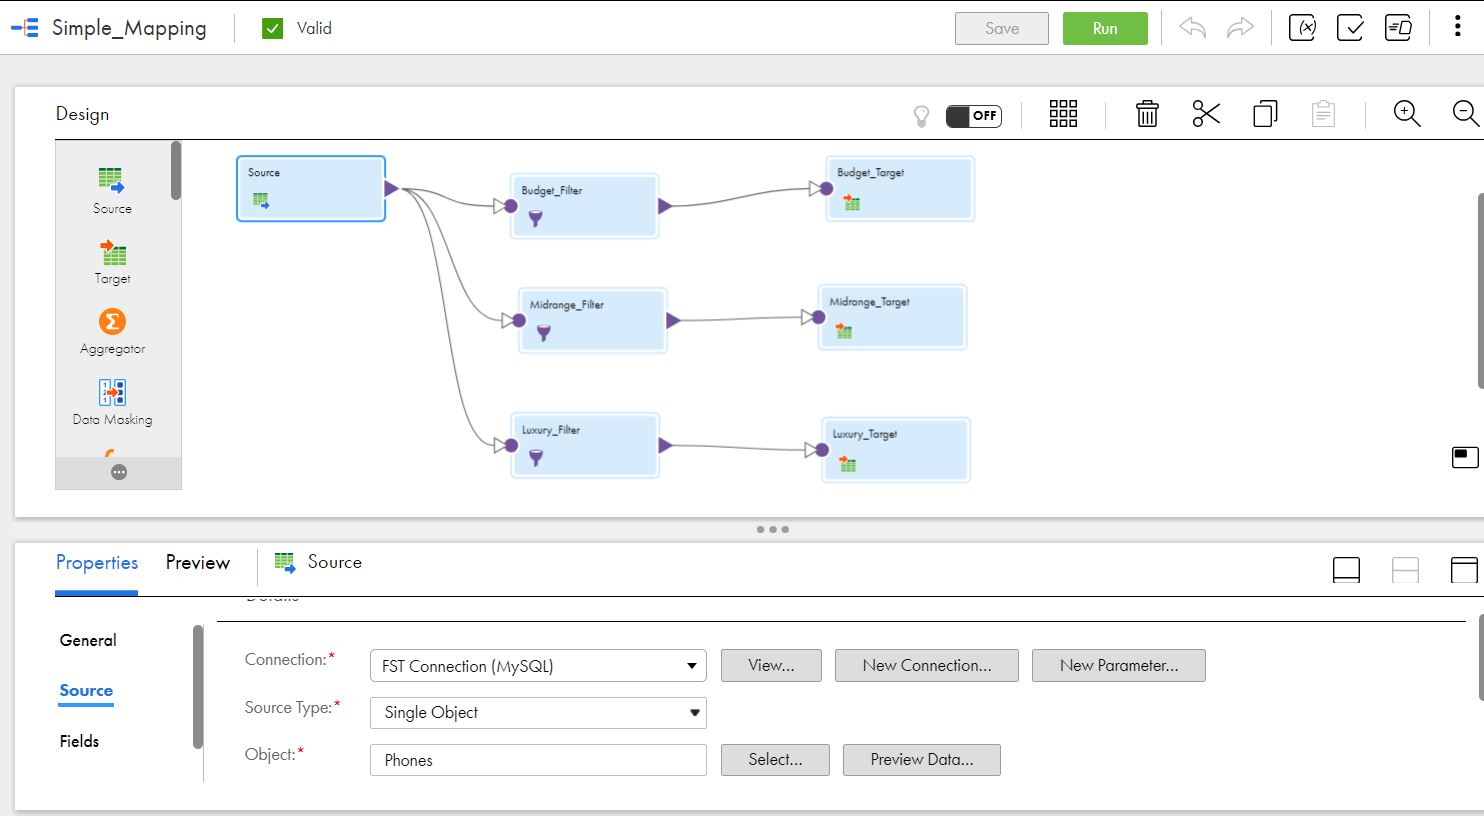 Simple_Mapping
Valid
Save
Run
Design
OFF
Source
Target
Aggregator
Data Masking
Source
Budget_Filter
Budget_Target
Midrange_Filter
Midrange_Target
Luxury_Filter
Luxury_Target
Properties
Preview
Source
Details
General
Source
Fields
Connection:*
FST Connection (MySQL)
View...
New Connection...
New Parameter...
Source Type:*
Single Object
Object:*
Phones
Select...
Preview Data...